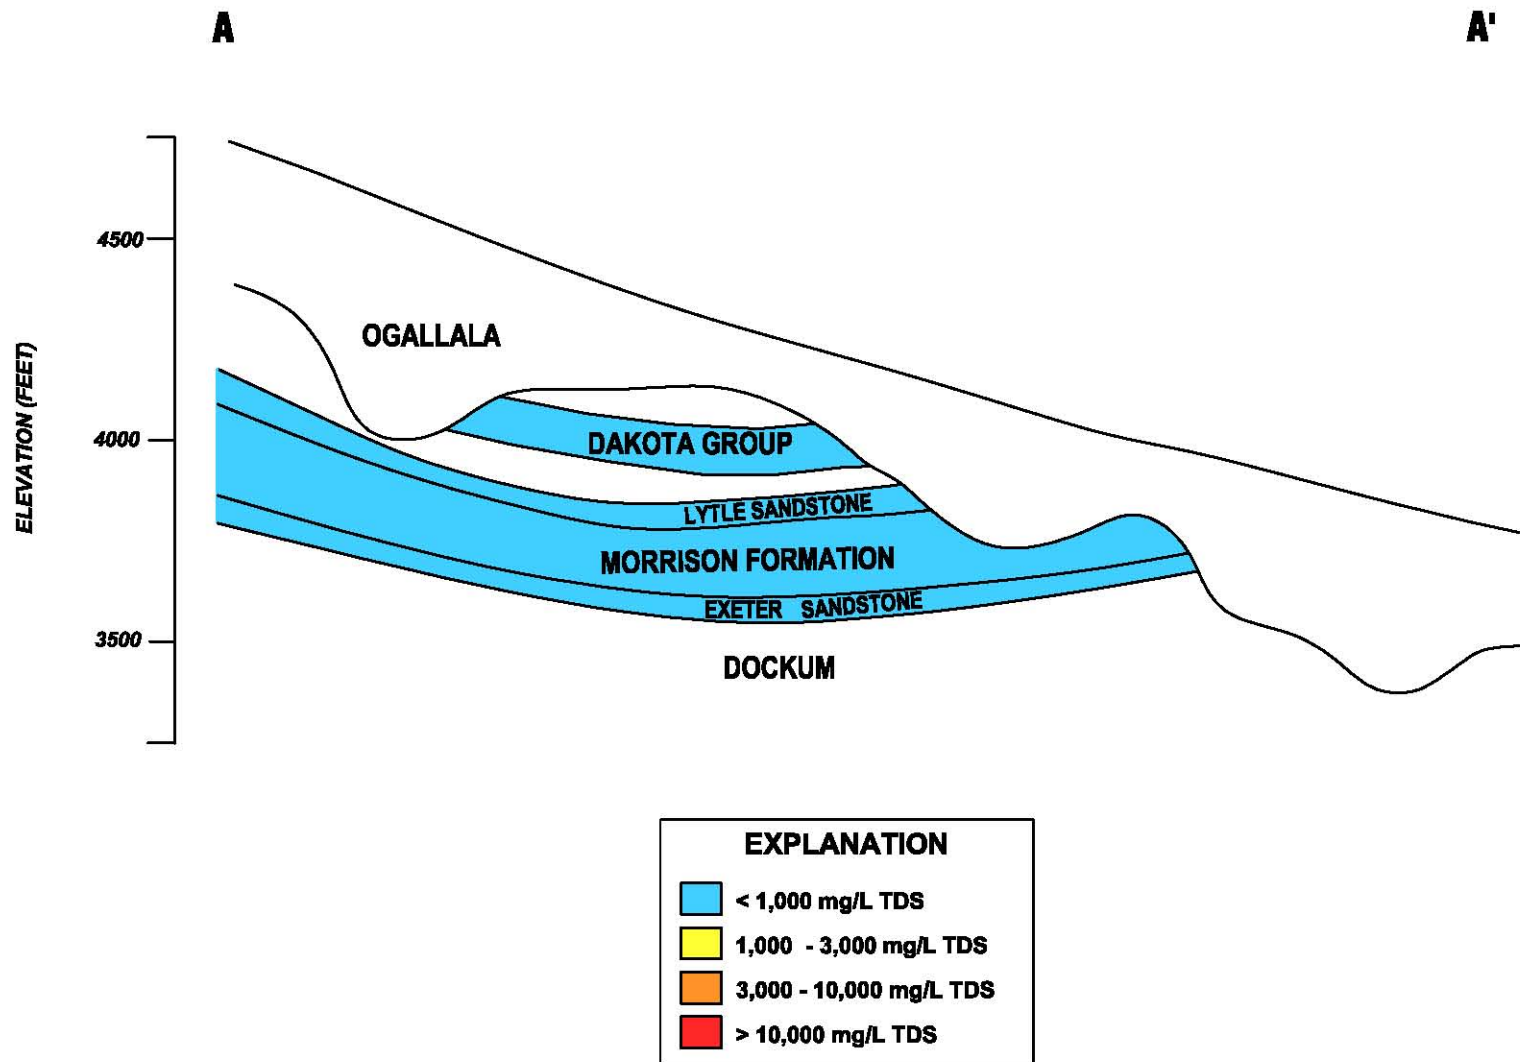 A
A'
ELEVATION (FEET)
4500
4000
3500
OGALLALA
DAKOTA GROUP
LYTLE SANDSTONE
MORRISON FORMATION
EXETER SANDSTONE
DOCKUM
EXPLANATION
< 1,000 mg/L TDS
1,000 - 3,000 mg/L TDS
3,000 - 10,000 mg/L TDS
> 10,000 mg/L TDS